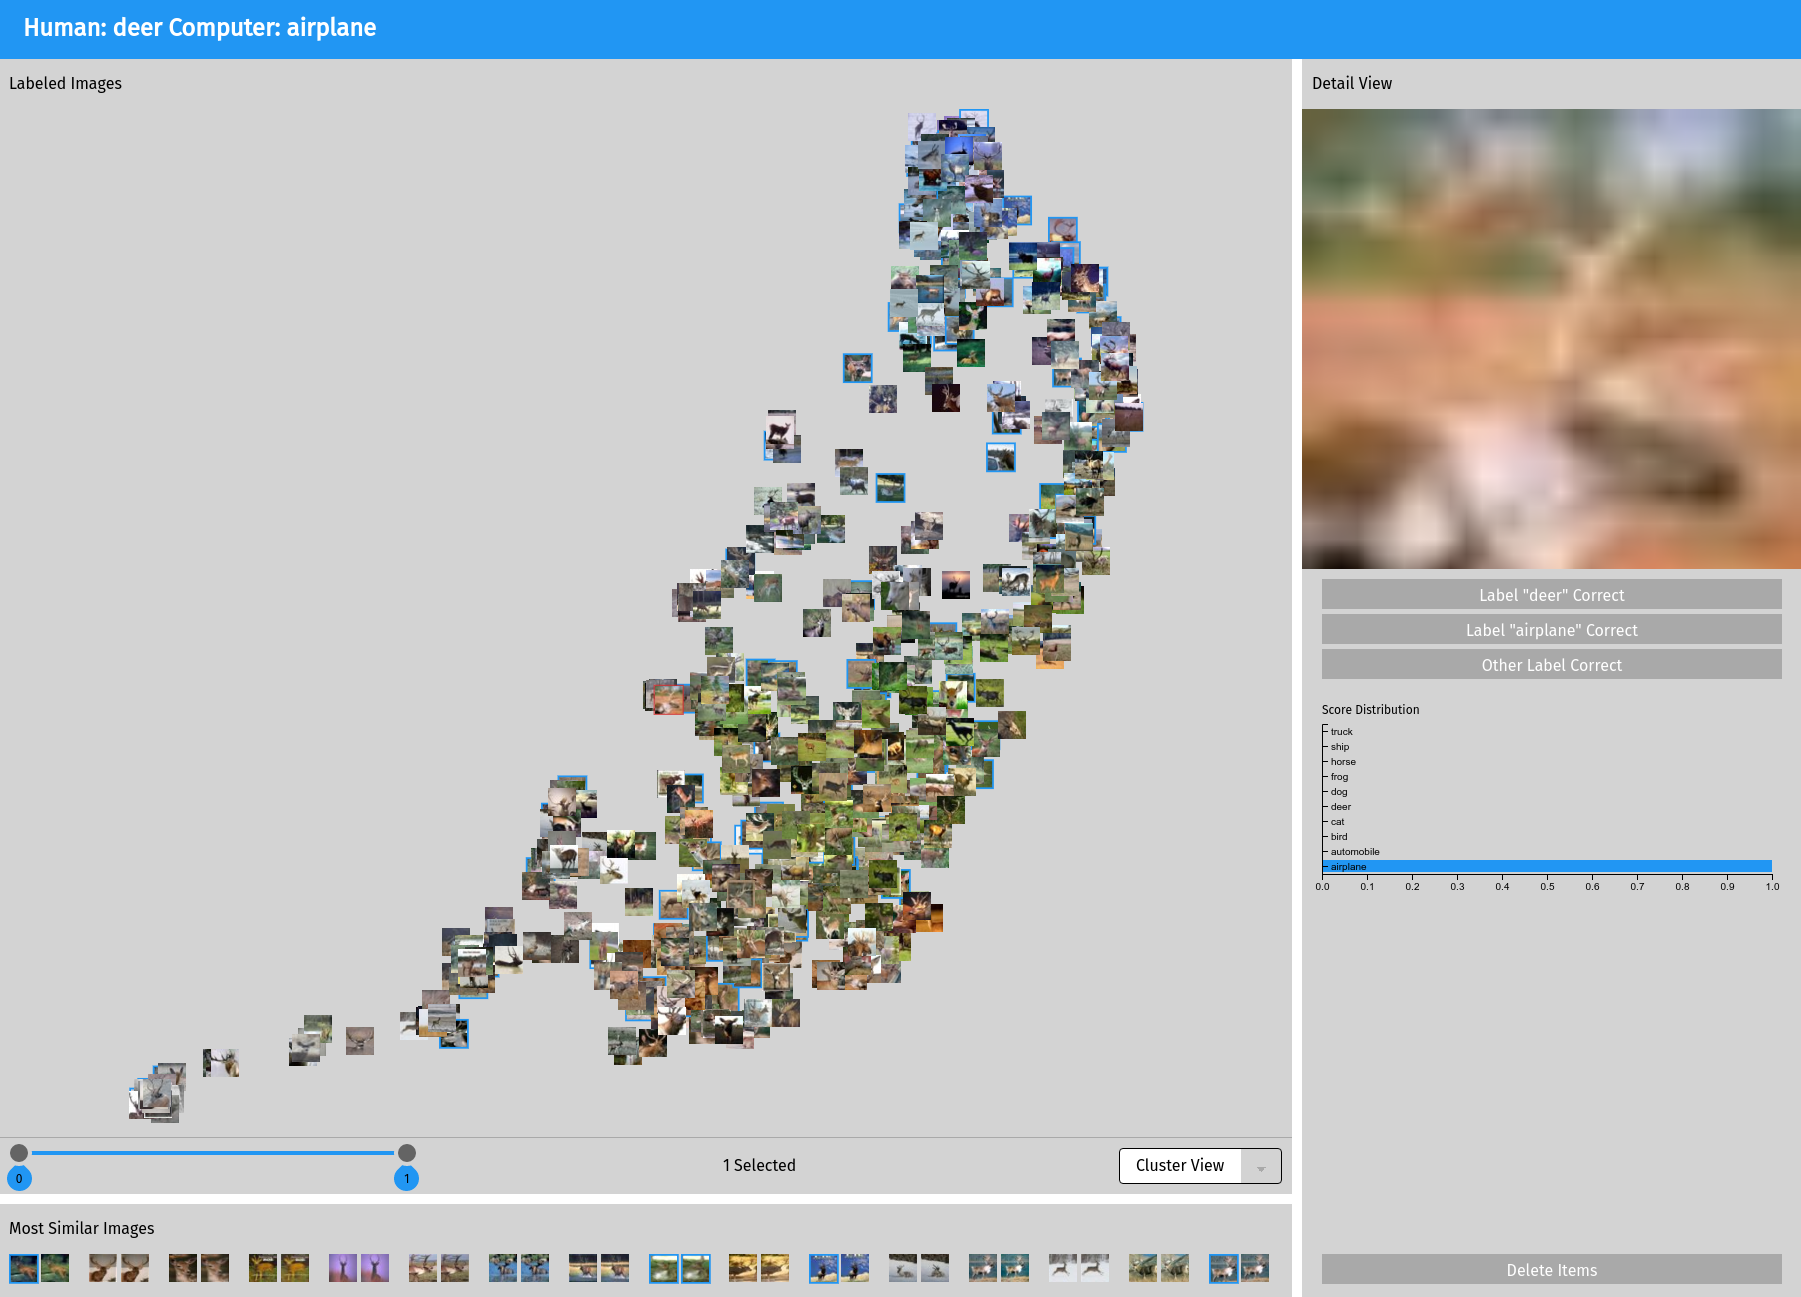 Human: deer Computer: airplane
Labeled Images
0
1
1 Selected
Cluster View
Most Similar Images
Detail View
Label "deer" Correct
Label "airplane" Correct
Other Label Correct
Score Distribution
truck
ship
horse
frog
dog
deer
cat
bird
automobile
airplane
0.0 0.1 0.2 0.3 0.4 0.5 0.6 0.7 0.8 0.9 1.0
Delete Items